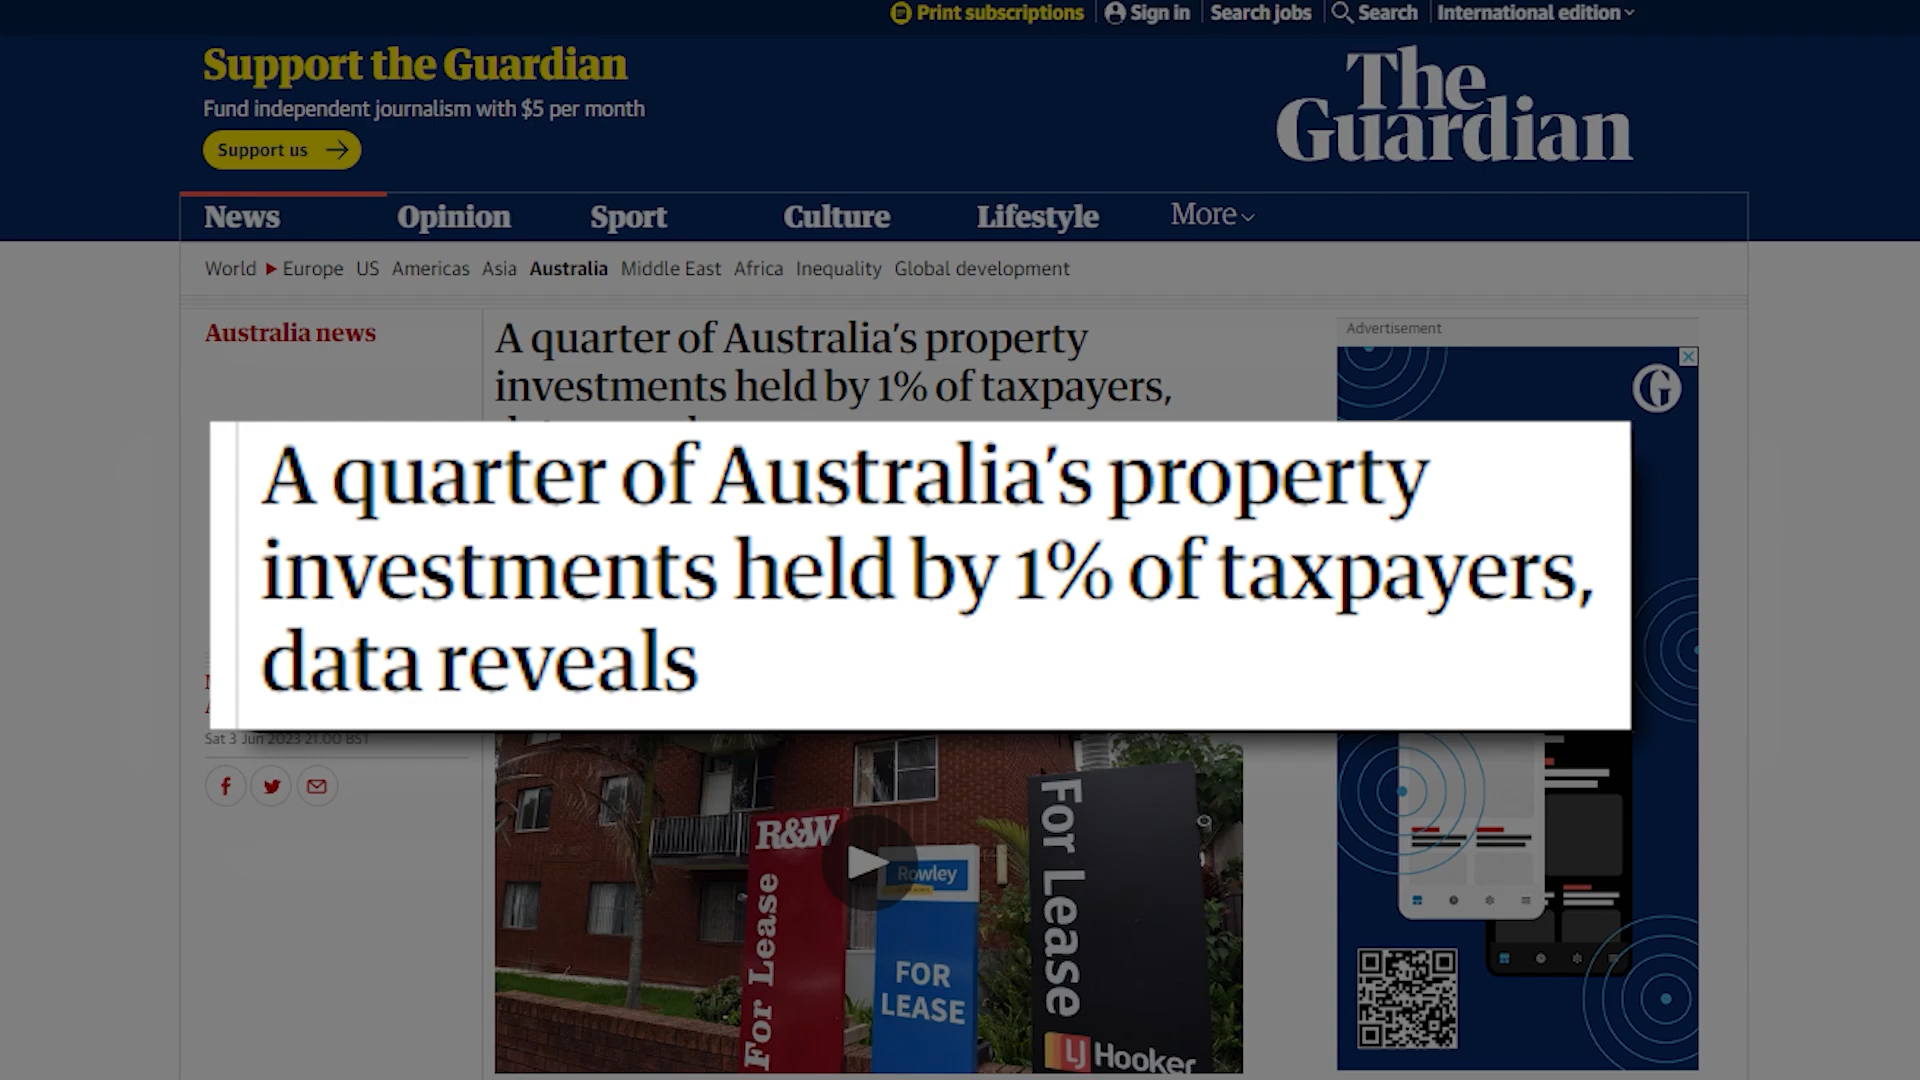 Print subscriptions
Sign in
Search jobs
Search
International edition
Support the Guardian
Fund independent journalism with $5 per month
Support us
The
Guardian
News
Opinion
Sport
Culture
Lifestyle
More
World
Europe
US
Americas
Asia
Australia
Middle East
Africa
Inequality
Global development
Australia news
A quarter of Australia’s property
investments held by 1% of taxpayers,
Advertisement
A quarter of Australia’s property
investments held by 1% of taxpayers,
data reveals
Sat 3 Jun 2023 21.00 BST
R&W
For Lease
Rowley
FOR
LEASE
For Lease
LJ Hooker